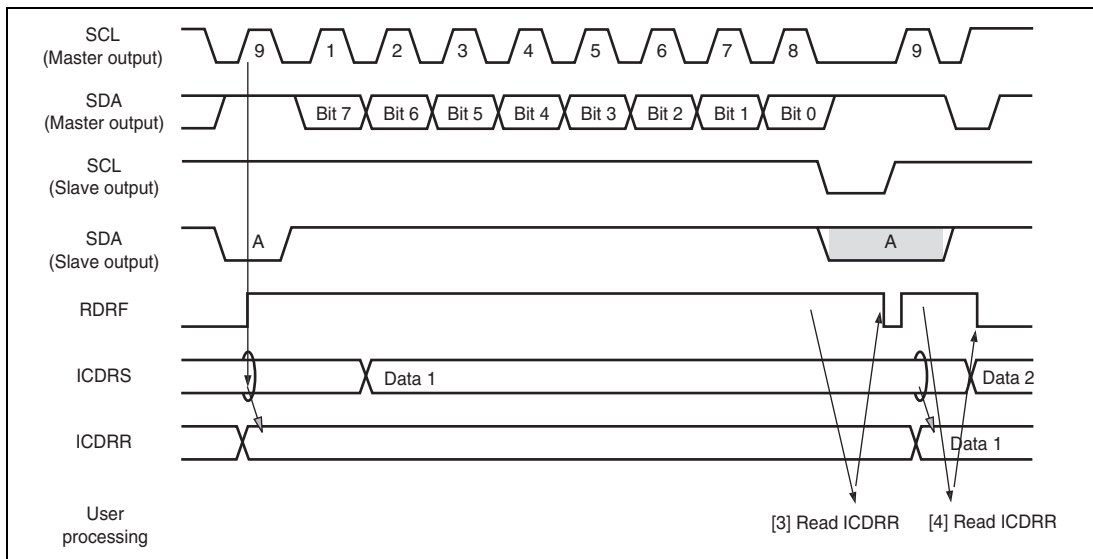 SCL
(Master output)
9 1 2 3 4 5 6 7 8 9
SDA
(Master output)
Bit 7 Bit 6 Bit 5 Bit 4 Bit 3 Bit 2 Bit 1 Bit 0
SCL
(Slave output)
SDA
(Slave output)
A A
RDRF
ICDRS
Data 1 Data 2
ICDRR
Data 1
User
processing
[3] Read ICDRR [4] Read ICDRR